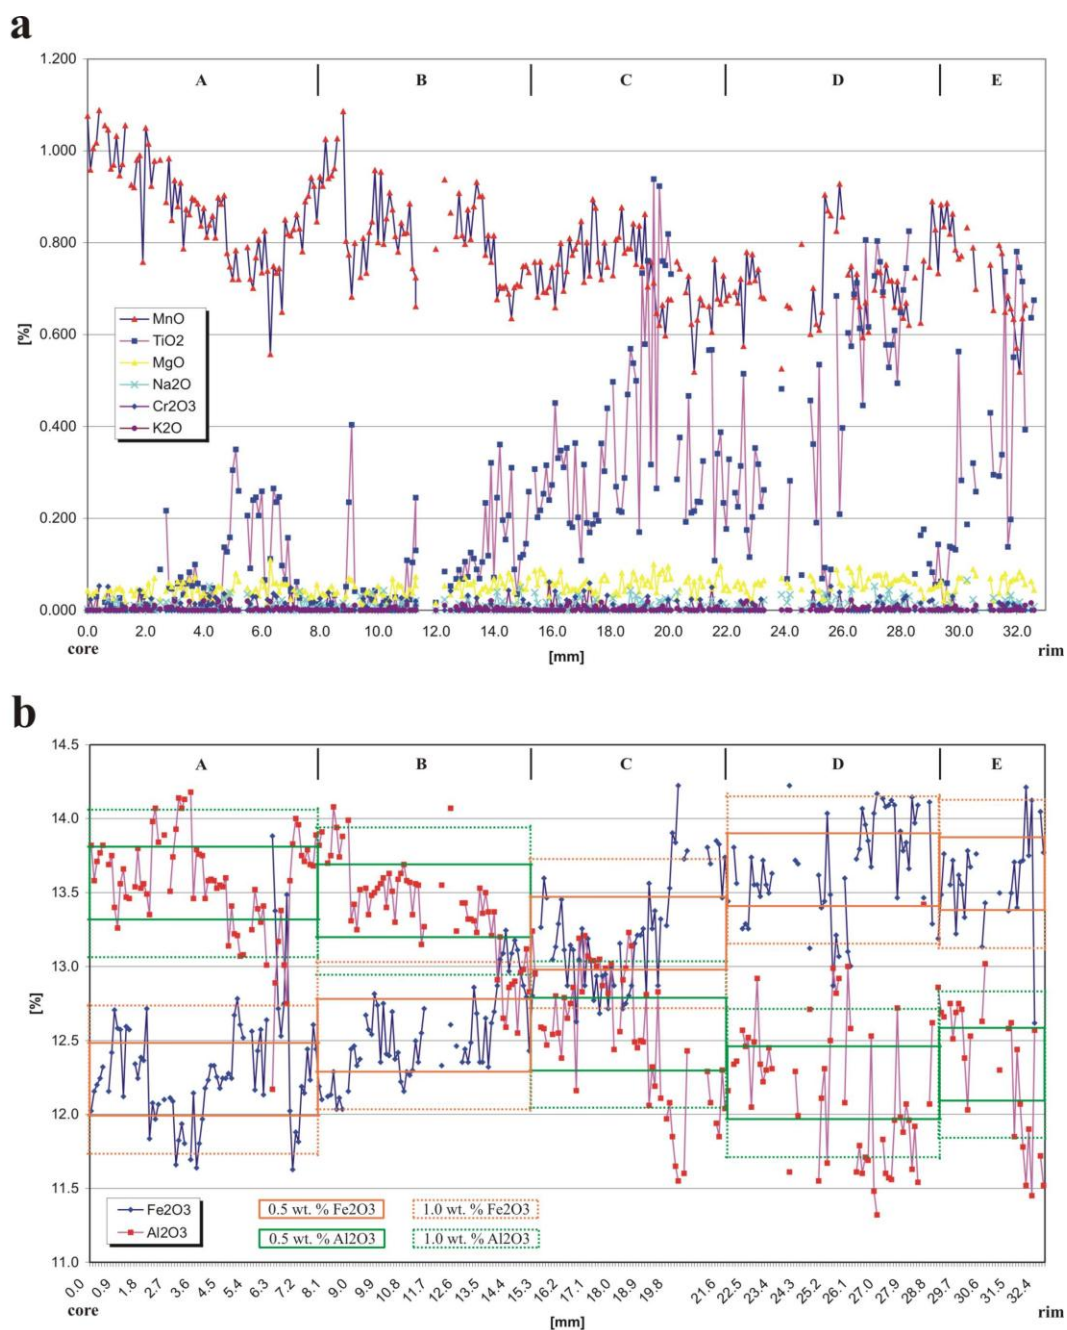 a
1.200
A B C D E
1.000
0.800
0.600
[%]
MnO
TiO2
MgO
Na2O
Cr2O3
K2O
0.400
0.200
0.000
0.0 2.0 4.0 6.0 8.0 10.0 12.0 14.0 16.0 18.0 20.0 22.0 24.0 26.0 28.0 30.0 32.0
core [mm] rim
b
14.5
A B C D E
14.0
13.5
13.0
[%]
12.5
12.0
11.5
Fe2O3 0.5 wt. % Fe2O3 1.0 wt. % Fe2O3
Al2O3 0.5 wt. % Al2O3 1.0 wt. % Al2O3
11.0
0.0 0.9 1.8 2.7 3.6 4.5 5.4 6.3 7.2 8.1 9.0 9.9 10.8 11.7 12.6 13.5 14.4 15.3 16.2 17.1 18.0 18.9 19.8 21.6 22.5 23.4 24.3 25.2 26.1 27.0 27.9 28.8 29.7 30.6 31.5 32.4
core [mm] rim